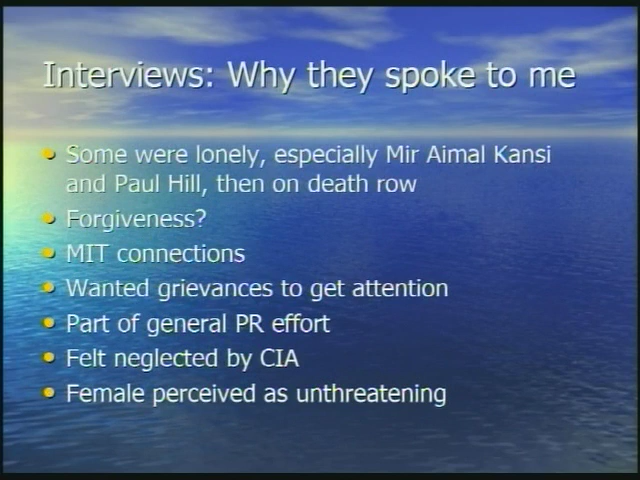 Interviews: Why they spoke to me
• Some were lonely, especially Mir Aimal Kansi
and Paul Hill, then on death row
• Forgiveness?
• MIT connections
• Wanted grievances to get attention
• Part of general PR effort
• Felt neglected by CIA
• Female perceived as unthreatening